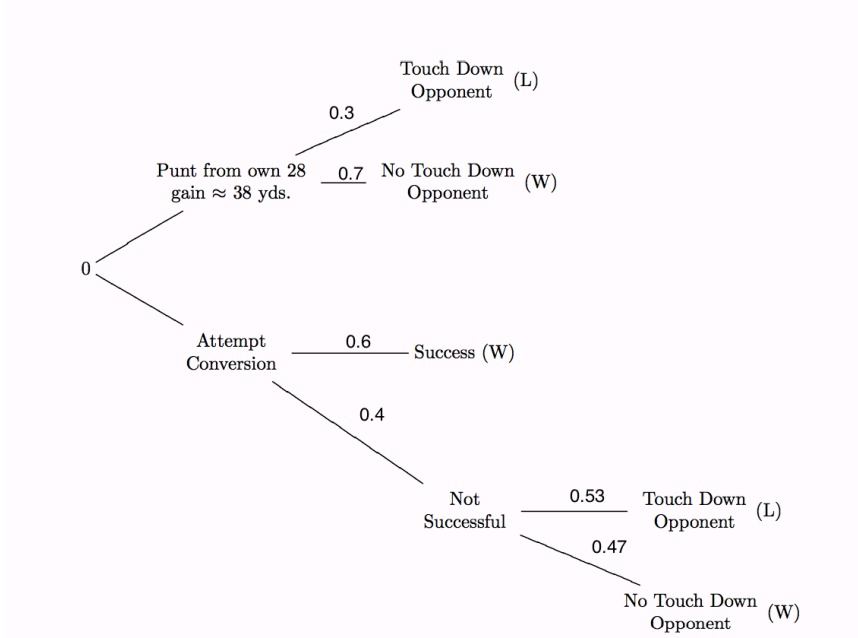 Touch Down
Opponent (L)
0.3
Punt from own 28
gain ≈ 38 yds.
0.7
No Touch Down
Opponent (W)
0
Attempt
Conversion
0.6
Success (W)
0.4
Not
Successful
0.53
Touch Down
Opponent (L)
0.47
No Touch Down
Opponent (W)